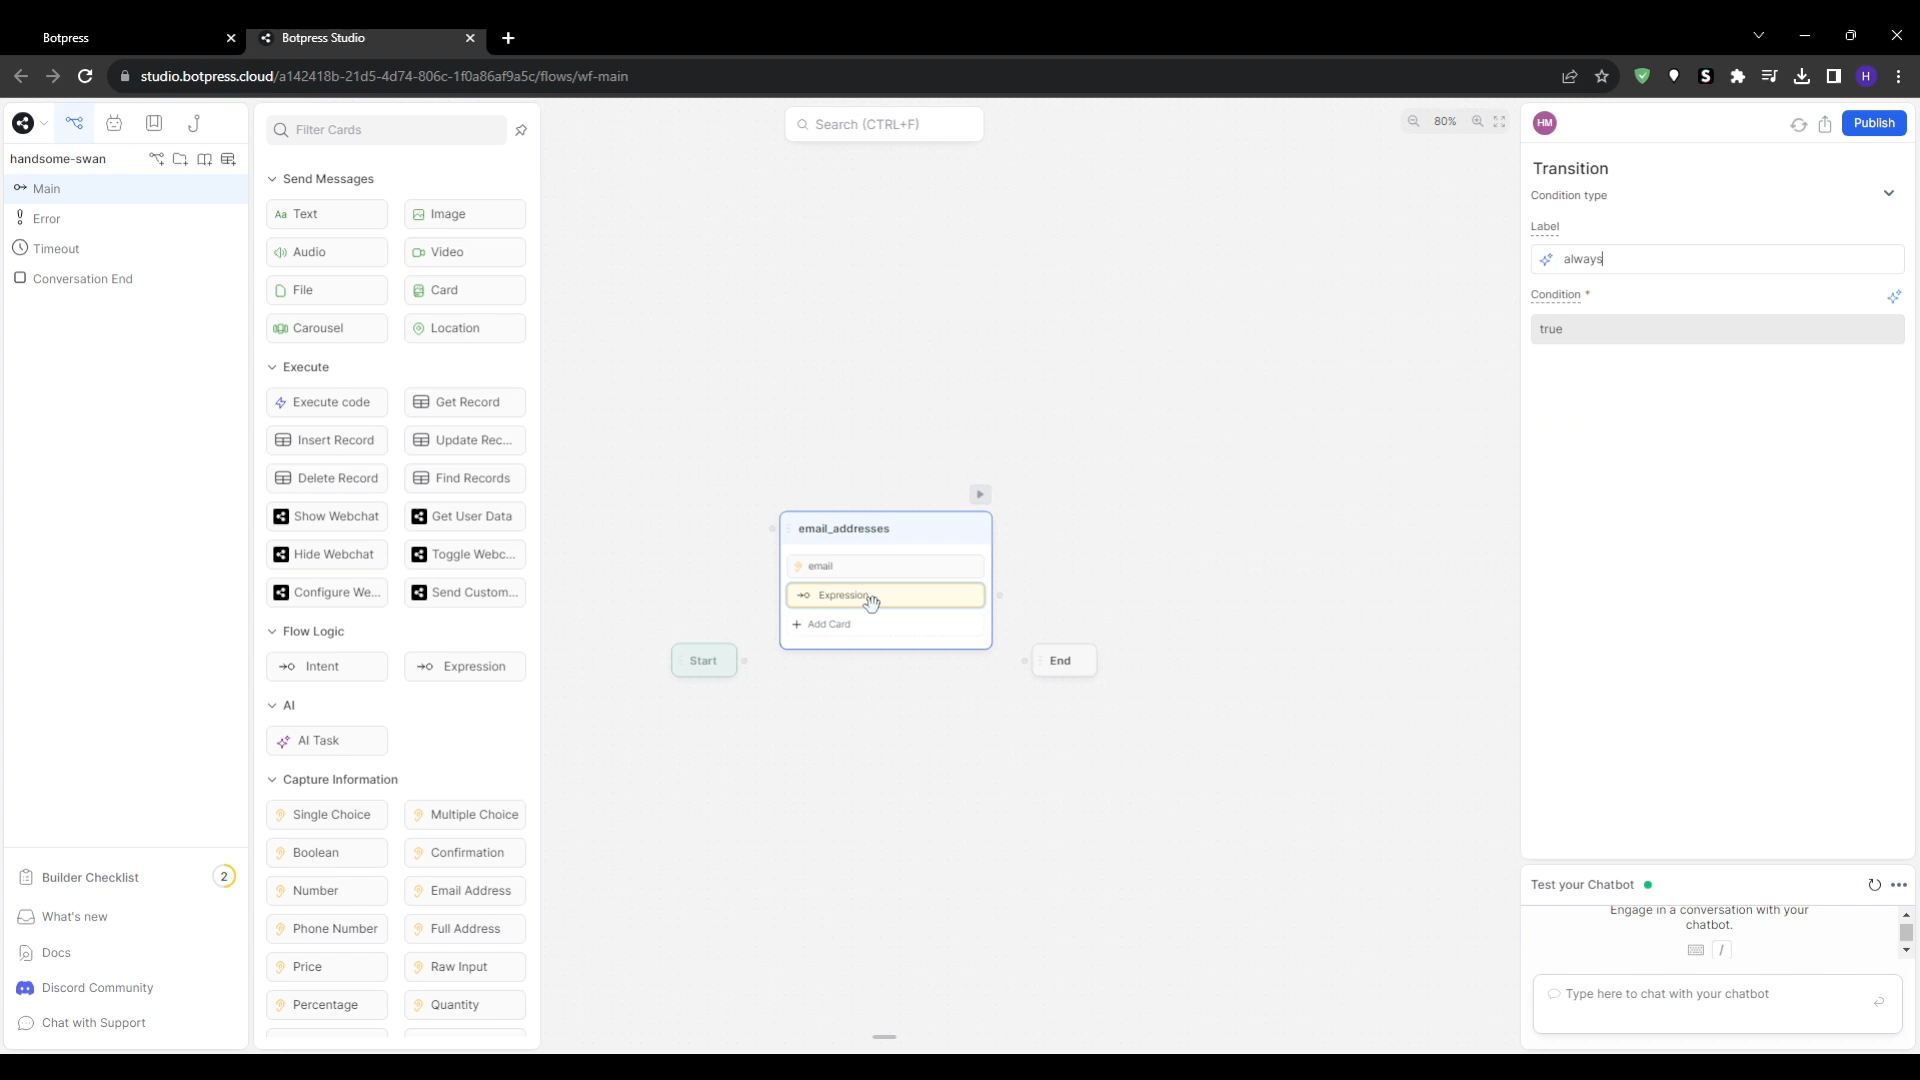 Botpress
Botpress Studio
studio.botpress.cloud/a142418b-21d5-4d74-806c-1f0a86af9a5c/flows/wf-main
S
H
handsome-swan
Main
Error
Timeout
Conversation End
Builder Checklist
2
What's new
Docs
Discord Community
Chat with Support
Filter Cards
Send Messages
Aa Text
Image
Audio
Video
File
Card
Carousel
Location
Execute
Execute code
Get Record
Insert Record
Update Rec...
Delete Record
Find Records
Show Webchat
Get User Data
Hide Webchat
Toggle Webc...
Configure We...
Send Custom...
Flow Logic
Intent
Expression
AI
AI Task
Capture Information
Single Choice
Multiple Choice
Boolean
Confirmation
Number
Email Address
Phone Number
Full Address
Price
Raw Input
Percentage
Quantity
Search (CTRL+F)
80%
email_addresses
email
Expression
Add Card
Start
End
HM
Publish
Transition
Condition type
Label
always
Condition *
true
Test your Chatbot
Engage in a conversation with your
chatbot.
/
Type here to chat with your chatbot